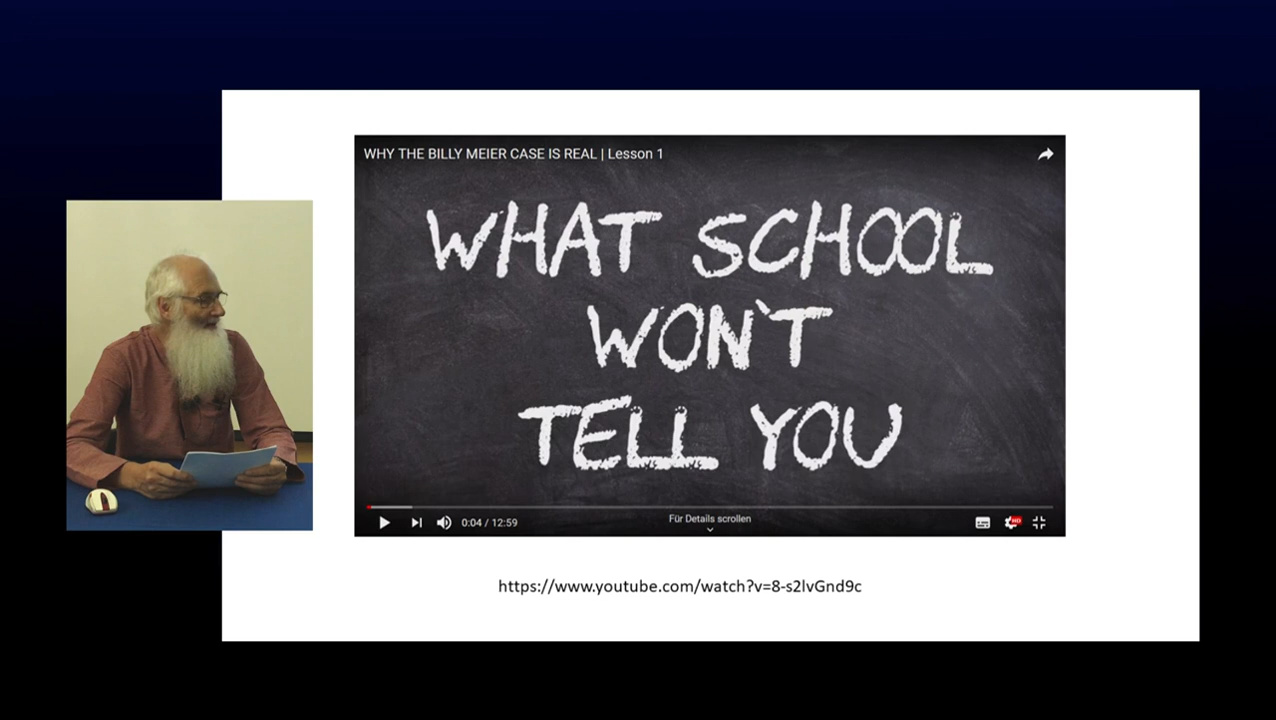 WHY THE BILLY MEIER CASE IS REAL | Lesson 1
WHAT SCHOOL
WON`T
TELL YOU
0:04 / 12:59
Für Details scrollen
HD
https://www.youtube.com/watch?v=8-s2lvGnd9c